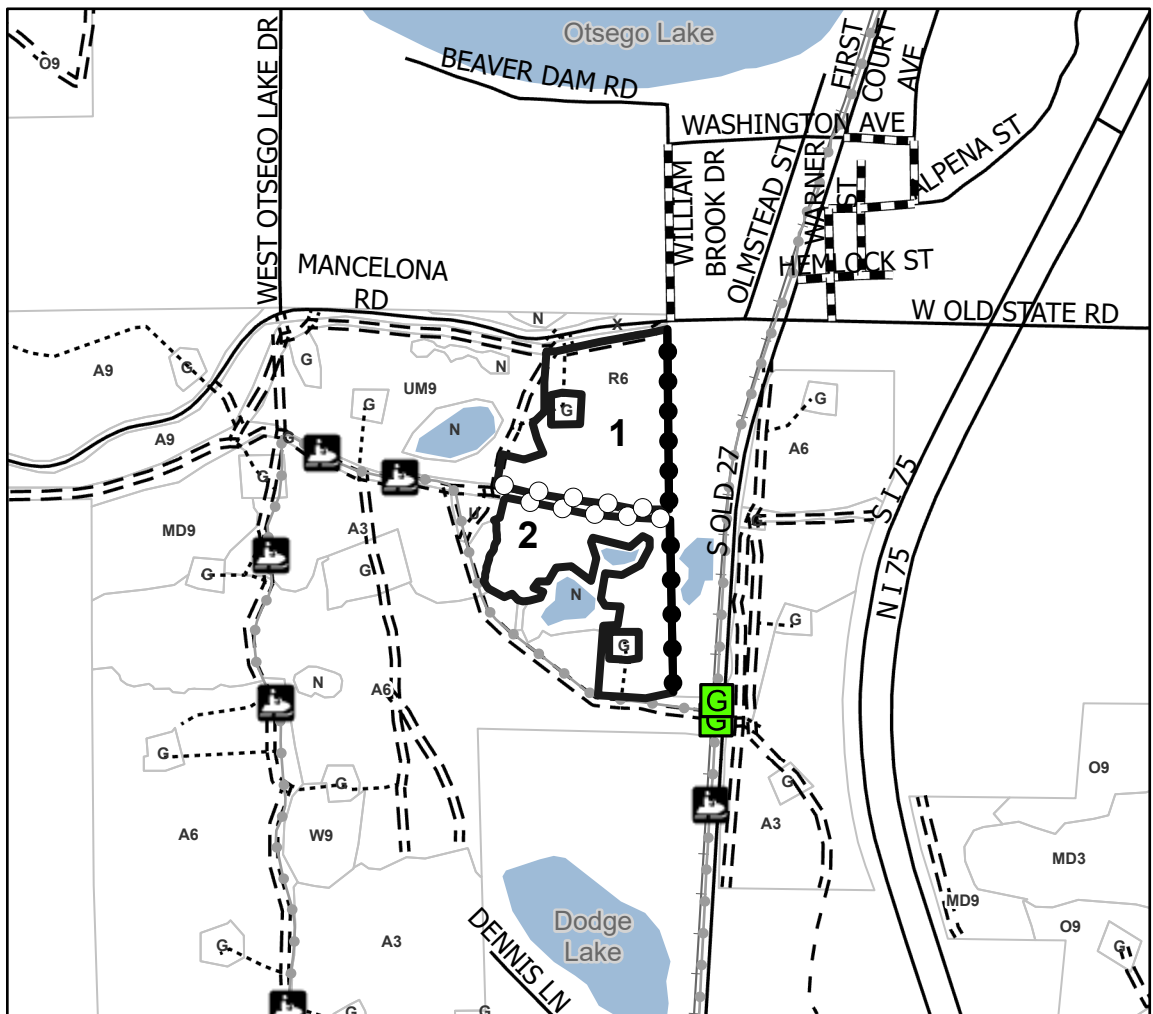 Otsego Lake
O9
BEAVER DAM RD
WEST OTSEGO LAKE DR
FIRST
COURT
AVE
WASHINGTON AVE
ALPENA ST
WILLIAM
BROOK DR
OLMSTEAD ST
WARNER
ST
HEMLOCK ST
MANCELONA
RD
W OLD STATE RD
N
X
G
G
N
A9
UM9
R6
G
G
N
1
A9
G
G
A6
G
S OLD 27
S I 75
N I 75
MD9
A3
2
G
G
N
G
G
N
A6
G
G
G
G
G
G
O9
A6
W9
A3
MD3
MD9
O9
G
A3
G
Dodge
Lake
DENNIS LN
G
G